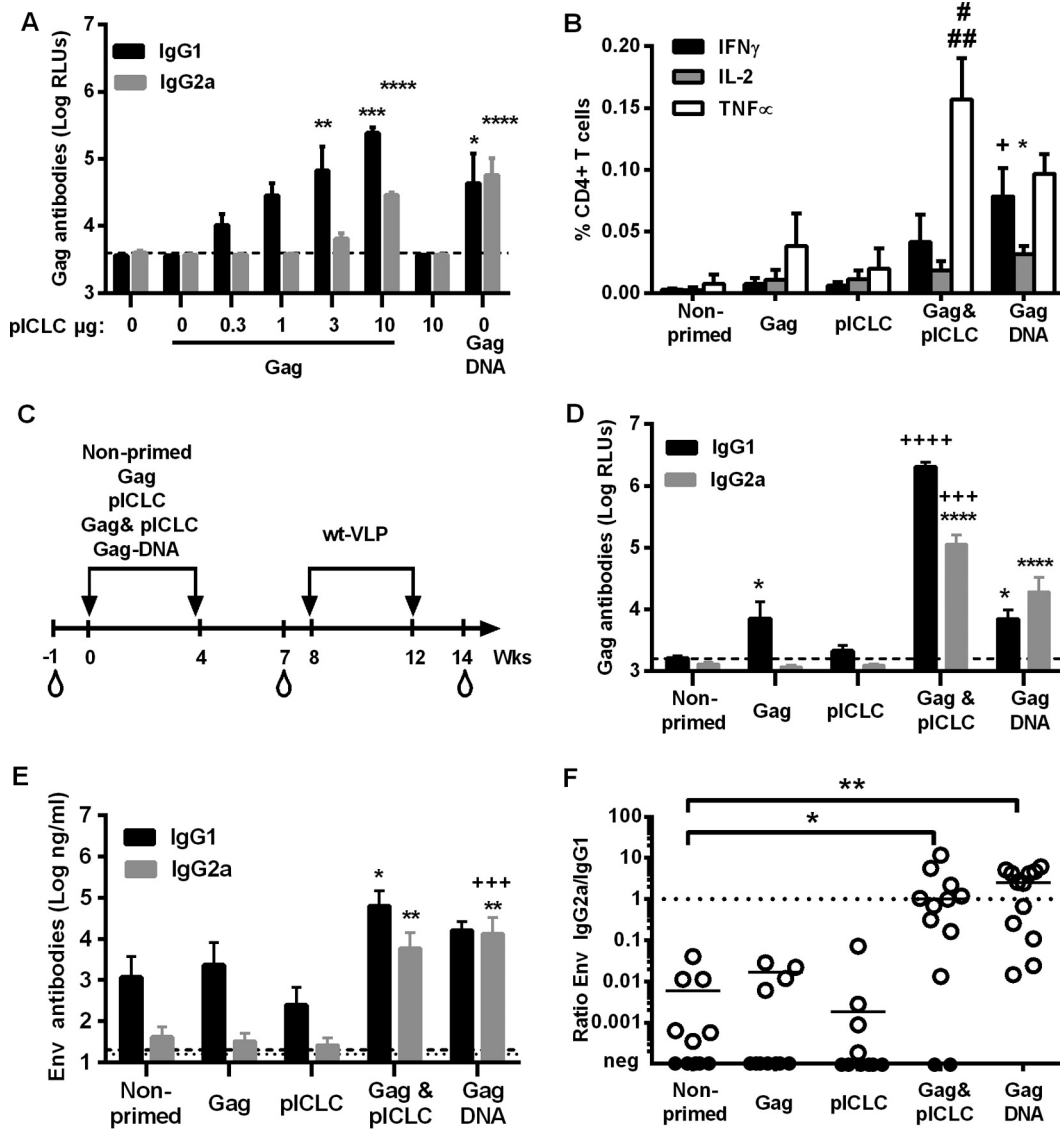 A
Gag antibodies (Log RLUs)
7
6
5
4
3
IgG1
IgG2a
**
***
****
*
****
pICLC µg:
0 0 0.3 1 3 10 10 0
Gag
Gag
DNA
B
% CD4+ T cells
0.20
0.15
0.10
0.05
0.00
IFNγ
IL-2
TNF∝
#
##
+ *
Non-
primed
Gag
pICLC
Gag&
pICLC
Gag
DNA
C
Non-primed
Gag
pICLC
Gag& pICLC
Gag-DNA
wt-VLP
-1 0 4 7 8 12 14 Wks
D
Gag antibodies (Log RLUs)
7
6
5
4
3
IgG1
IgG2a
*
++++
+++
****
*
****
Non-
primed
Gag
pICLC
Gag &
pICLC
Gag
DNA
E
Env antibodies (Log ng/ml)
7
6
5
4
3
2
1
IgG1
IgG2a
*
**
+++
**
Non-
primed
Gag
pICLC
Gag &
pICLC
Gag
DNA
F
Ratio Env IgG2a/IgG1
100
10
1
0.1
0.01
0.001
neg
**
*
Non-
primed
Gag
pICLC
Gag&
pICLC
Gag
DNA